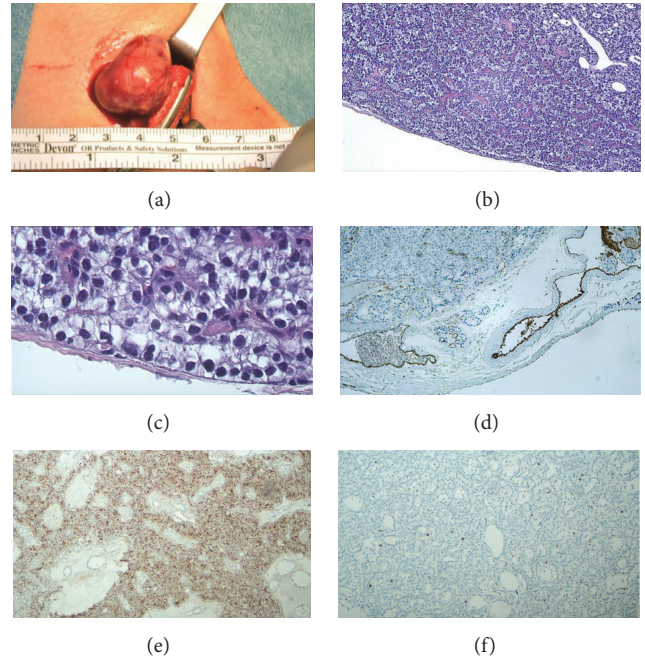 1 2 3 4 5 6 7 8
METRIC
INCHES Devon OR Products & Safety Solutions Measurement device is not
1 2 3
(a)
(b)
(c)
(d)
(e)
(f)